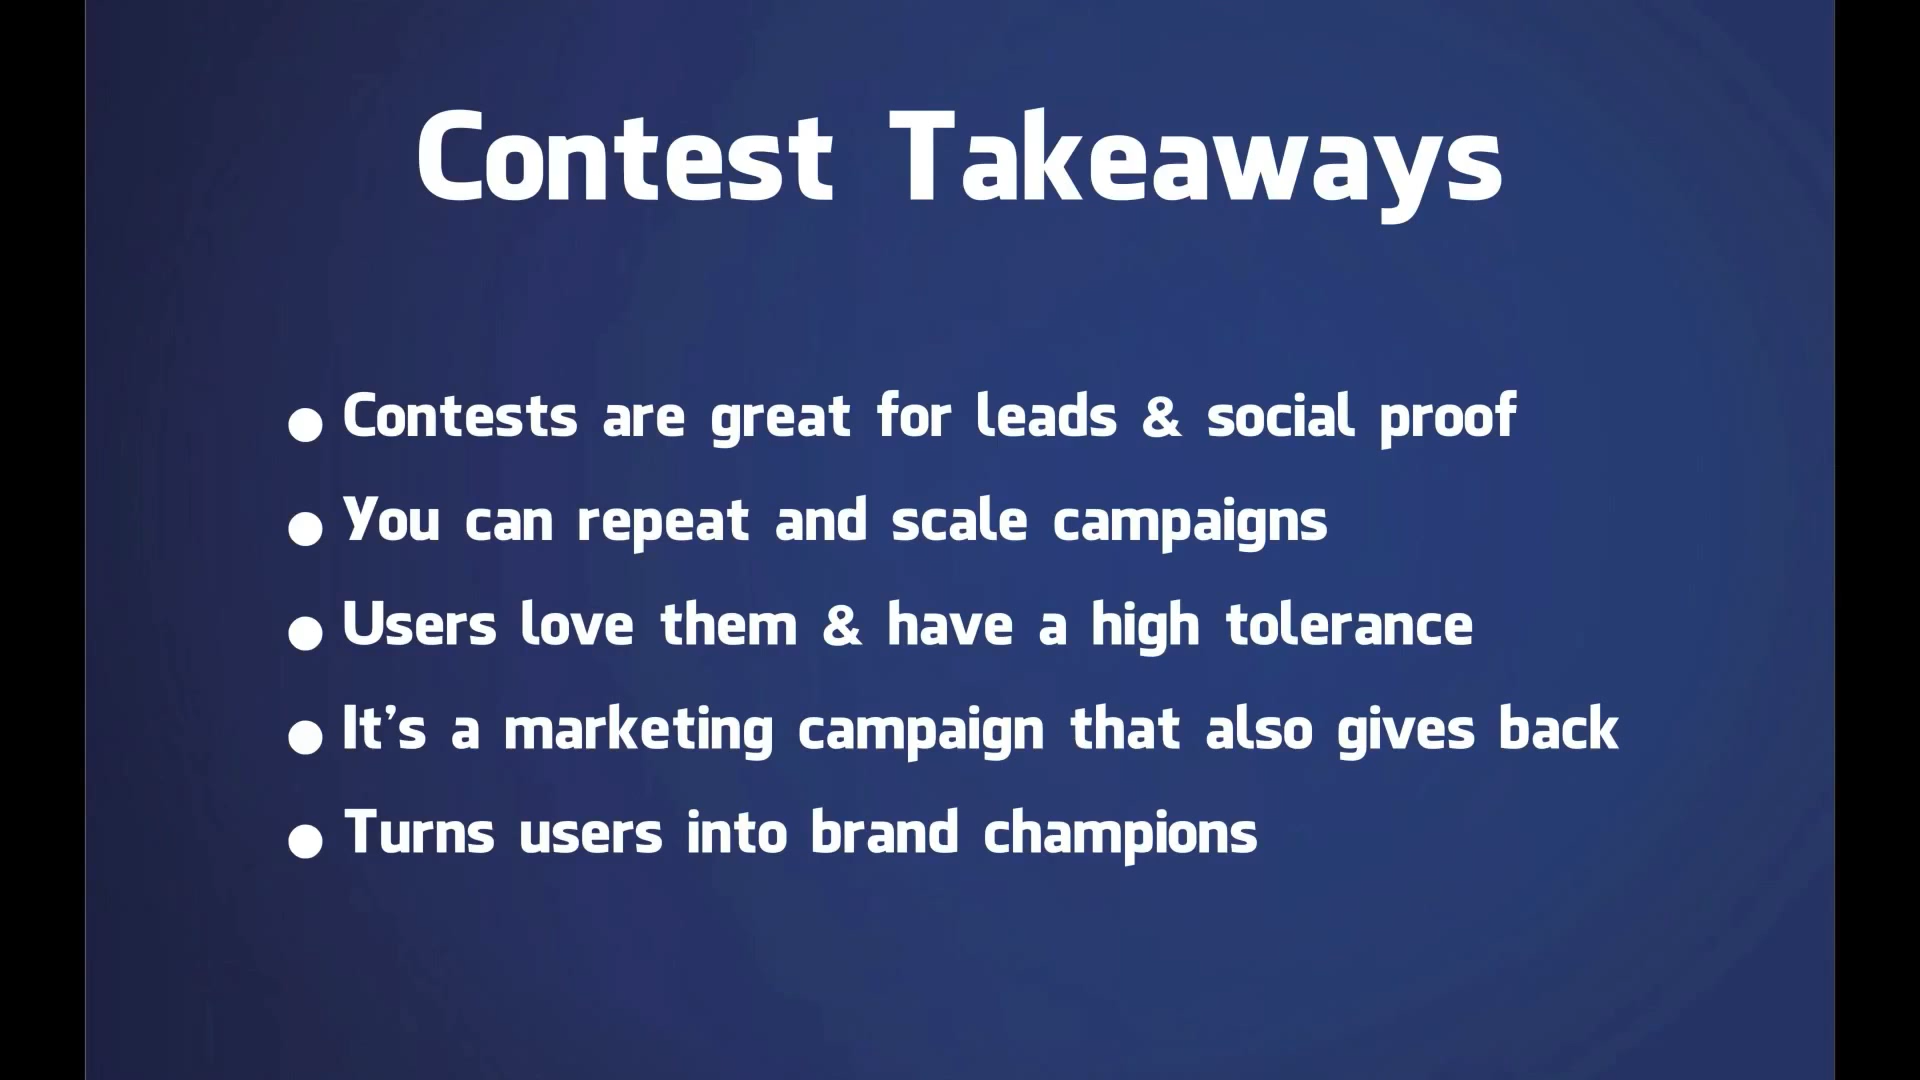 Contest Takeaways
● Contests are great for leads & social proof
● You can repeat and scale campaigns
● Users love them & have a high tolerance
● It’s a marketing campaign that also gives back
● Turns users into brand champions